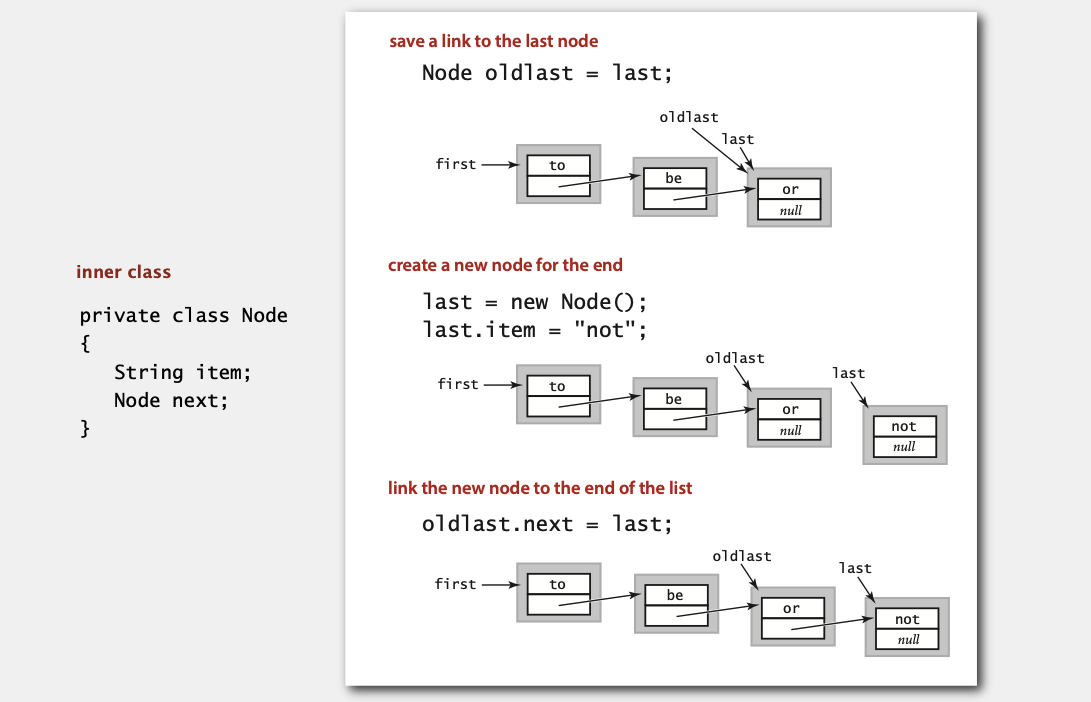 inner class
private class Node
{
String item;
Node next;
}
save a link to the last node
Node oldlast = last;
oldlast
last
first
to
be
or
null
create a new node for the end
last = new Node();
last.item = "not";
oldlast
last
first
to
be
or
null
not
null
link the new node to the end of the list
oldlast.next = last;
oldlast
last
first
to
be
or
not
null